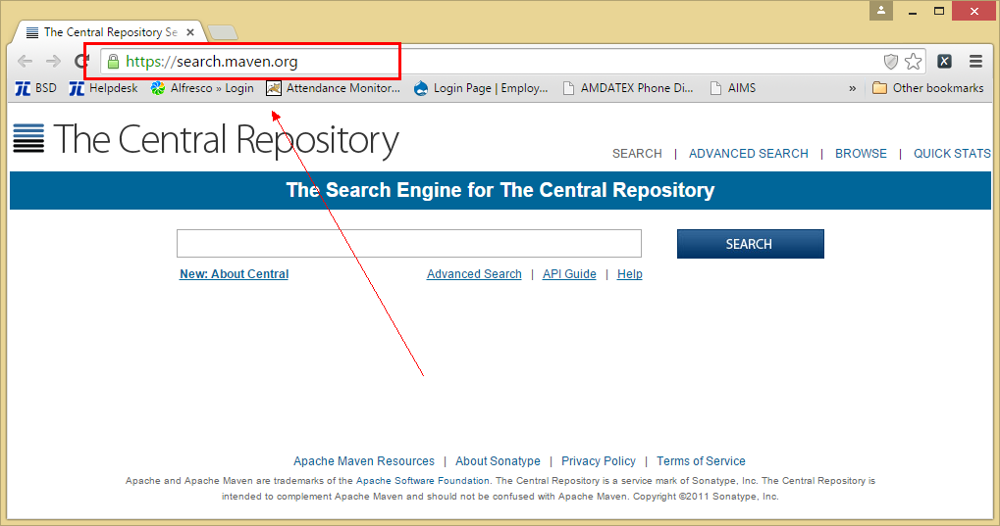 The Central Repository Se
https://search.maven.org
BSD Helpdesk Alfresco » Login Attendance Monitor... Login Page | Employ... AMDATEX Phone Di... AIMS » Other bookmarks
The Central Repository
SEARCH | ADVANCED SEARCH | BROWSE | QUICK STATS
The Search Engine for The Central Repository
SEARCH
New: About Central Advanced Search | API Guide | Help
Apache Maven Resources | About Sonatype | Privacy Policy | Terms of Service
Apache and Apache Maven are trademarks of the Apache Software Foundation. The Central Repository is a service mark of Sonatype, Inc. The Central Repository is
intended to complement Apache Maven and should not be confused with Apache Maven. Copyright ©2011 Sonatype, Inc.